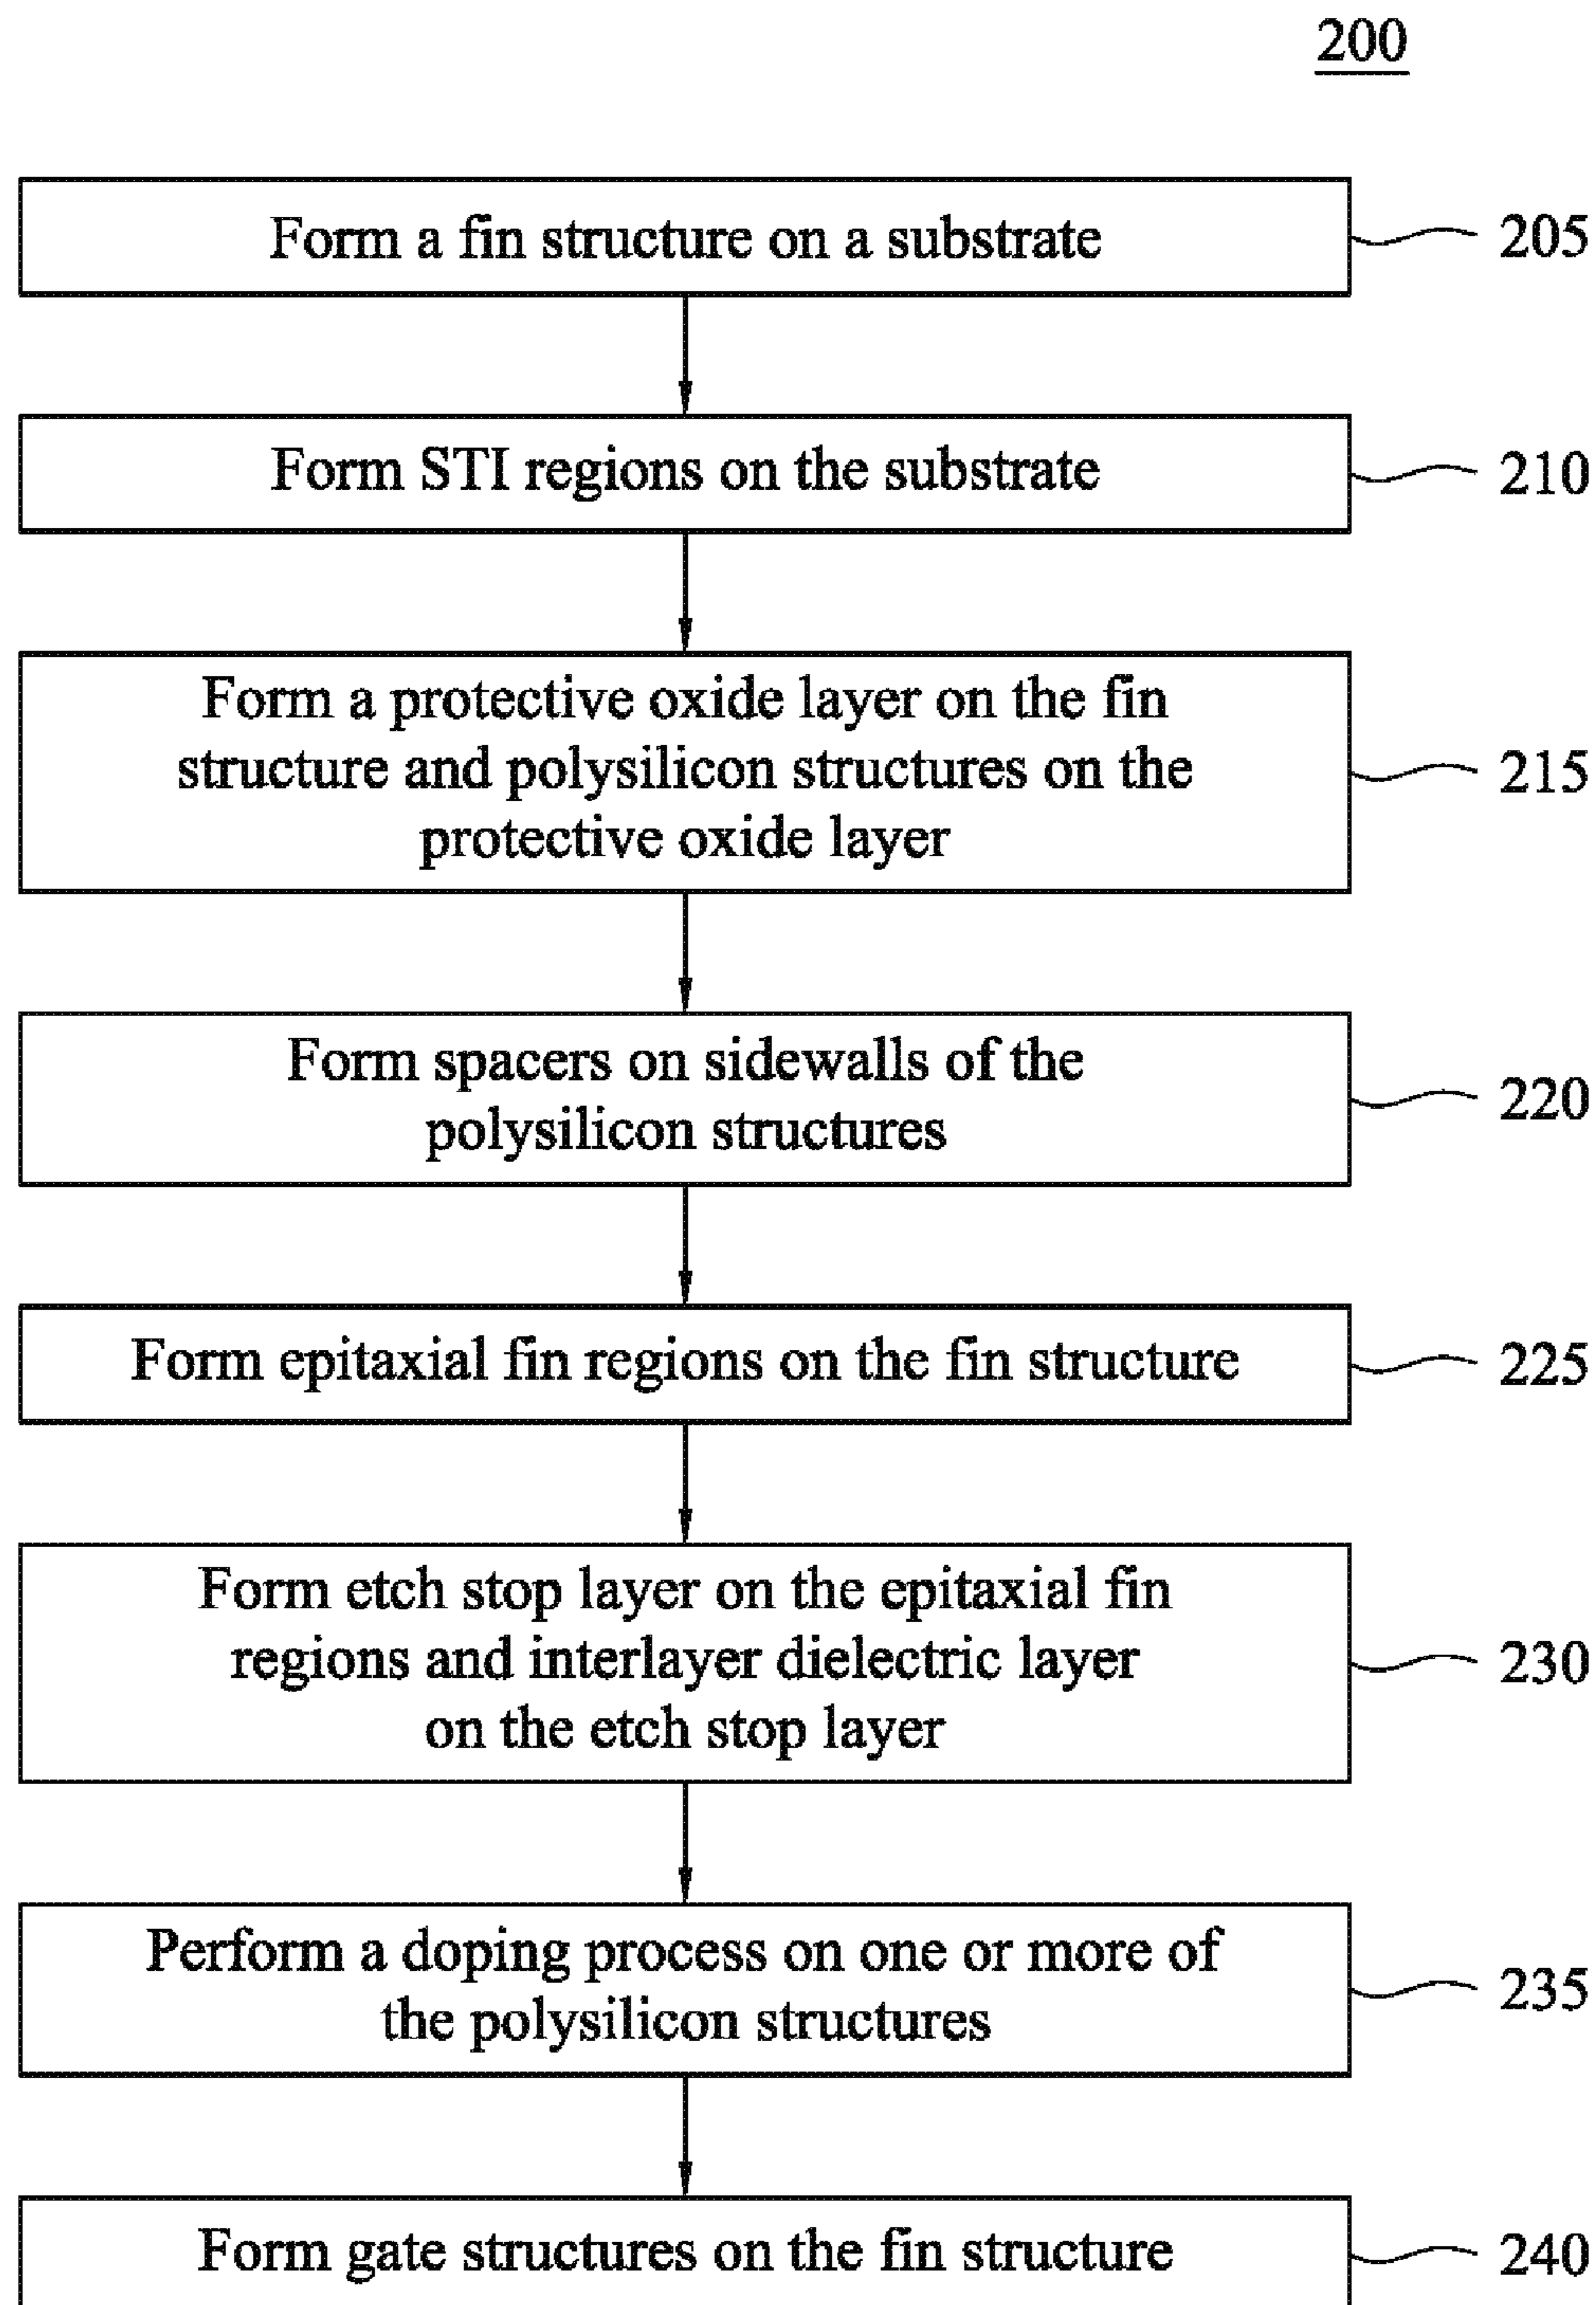 200
Form a fin structure on a substrate
205
Form STI regions on the substrate
210
Form a protective oxide layer on the fin
structure and polysilicon structures on the
protective oxide layer
215
Form spacers on sidewalls of the
polysilicon structures
220
Form epitaxial fin regions on the fin structure
225
Form etch stop layer on the epitaxial fin
regions and interlayer dielectric layer
on the etch stop layer
230
Perform a doping process on one or more of
the polysilicon structures
235
Form gate structures on the fin structure
240